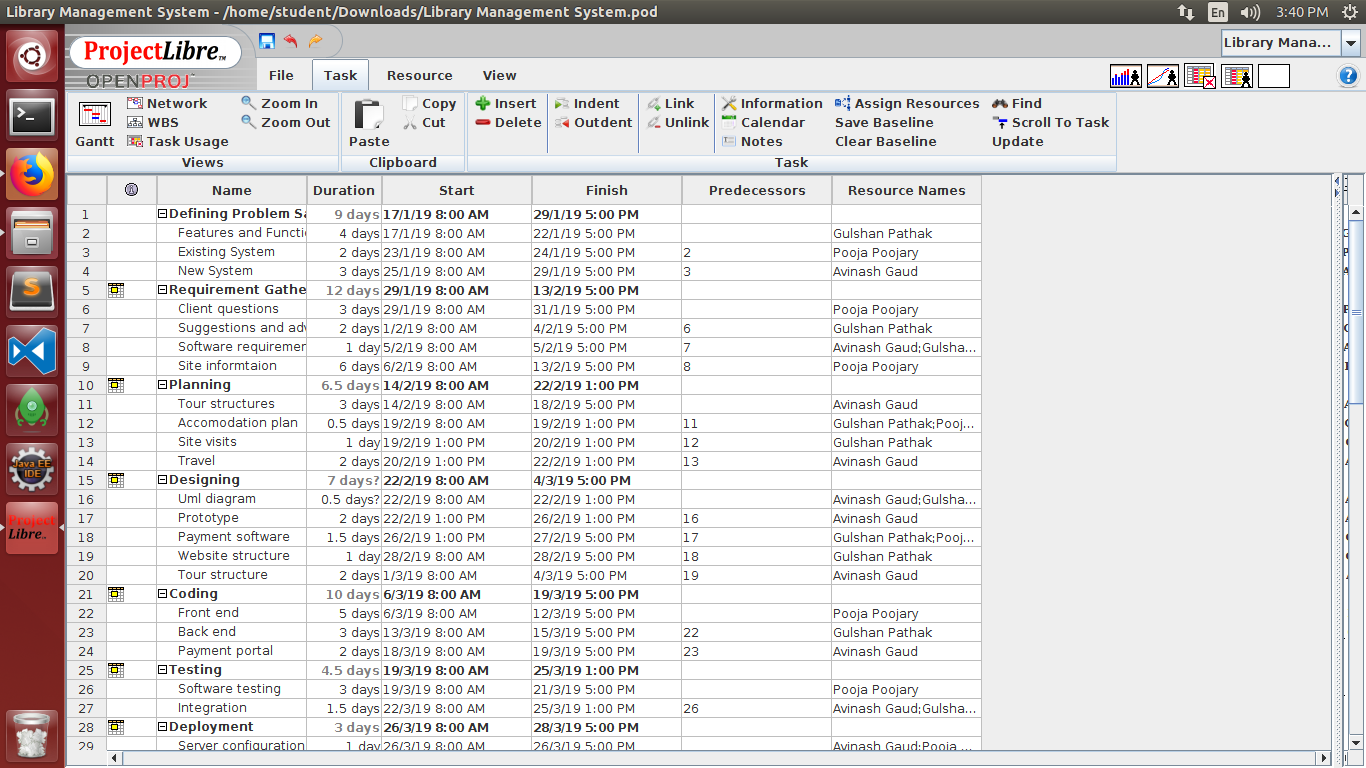 Library Management System - /home/student/Downloads/Library Management System.pod En 3:40 PM
ProjectLibre™
OPENPROJ
Library Mana...
File Task Resource View
Gantt Network WBS Task Usage Zoom In Zoom Out
Views
Paste Copy Cut
Clipboard
Insert Delete Indent Outdent Link Unlink Information Calendar Notes Assign Resources Save Baseline Clear Baseline Find Scroll To Task Update
Task
Name Duration Start Finish Predecessors Resource Names
1 Defining Problem 9 days 17/1/19 8:00 AM 29/1/19 5:00 PM
2 Features and Functi 4 days 17/1/19 8:00 AM 22/1/19 5:00 PM Gulshan Pathak
3 Existing System 2 days 23/1/19 8:00 AM 24/1/19 5:00 PM 2 Pooja Poojary
4 New System 3 days 25/1/19 8:00 AM 29/1/19 5:00 PM 3 Avinash Gaud
5 Requirement Gathe 12 days 29/1/19 8:00 AM 13/2/19 5:00 PM
6 Client questions 3 days 29/1/19 8:00 AM 31/1/19 5:00 PM Pooja Poojary
7 Suggestions and adv 2 days 1/2/19 8:00 AM 4/2/19 5:00 PM 6 Gulshan Pathak
8 Software requiremer 1 day 5/2/19 8:00 AM 5/2/19 5:00 PM 7 Avinash Gaud;Gulsha...
9 Site informtaion 6 days 6/2/19 8:00 AM 13/2/19 5:00 PM 8 Pooja Poojary
10 Planning 6.5 days 14/2/19 8:00 AM 22/2/19 1:00 PM
11 Tour structures 3 days 14/2/19 8:00 AM 18/2/19 5:00 PM Avinash Gaud
12 Accomodation plan 0.5 days 19/2/19 8:00 AM 19/2/19 1:00 PM 11 Gulshan Pathak;Pooj...
13 Site visits 1 day 19/2/19 1:00 PM 20/2/19 1:00 PM 12 Gulshan Pathak
14 Travel 2 days 20/2/19 1:00 PM 22/2/19 1:00 PM 13 Avinash Gaud
15 Designing 7 days? 22/2/19 8:00 AM 4/3/19 5:00 PM
16 Uml diagram 0.5 days? 22/2/19 8:00 AM 22/2/19 1:00 PM Avinash Gaud;Gulsha...
17 Prototype 2 days 22/2/19 1:00 PM 26/2/19 1:00 PM 16 Avinash Gaud
18 Payment software 1.5 days 26/2/19 1:00 PM 27/2/19 5:00 PM 17 Gulshan Pathak;Pooj...
19 Website structure 1 day 28/2/19 8:00 AM 28/2/19 5:00 PM 18 Gulshan Pathak
20 Tour structure 2 days 1/3/19 8:00 AM 4/3/19 5:00 PM 19 Avinash Gaud
21 Coding 10 days 6/3/19 8:00 AM 19/3/19 5:00 PM
22 Front end 5 days 6/3/19 8:00 AM 12/3/19 5:00 PM Pooja Poojary
23 Back end 3 days 13/3/19 8:00 AM 15/3/19 5:00 PM 22 Gulshan Pathak
24 Payment portal 2 days 18/3/19 8:00 AM 19/3/19 5:00 PM 23 Avinash Gaud
25 Testing 4.5 days 19/3/19 8:00 AM 25/3/19 1:00 PM
26 Software testing 3 days 19/3/19 8:00 AM 21/3/19 5:00 PM Pooja Poojary
27 Integration 1.5 days 22/3/19 8:00 AM 25/3/19 1:00 PM 26 Avinash Gaud;Gulsha...
28 Deployment 3 days 26/3/19 8:00 AM 28/3/19 5:00 PM
29 Server configuration 1 day 26/3/19 8:00 AM 26/3/19 5:00 PM Avinash Gaud;Pooja ...
Java EE
IDE
Project
Libre